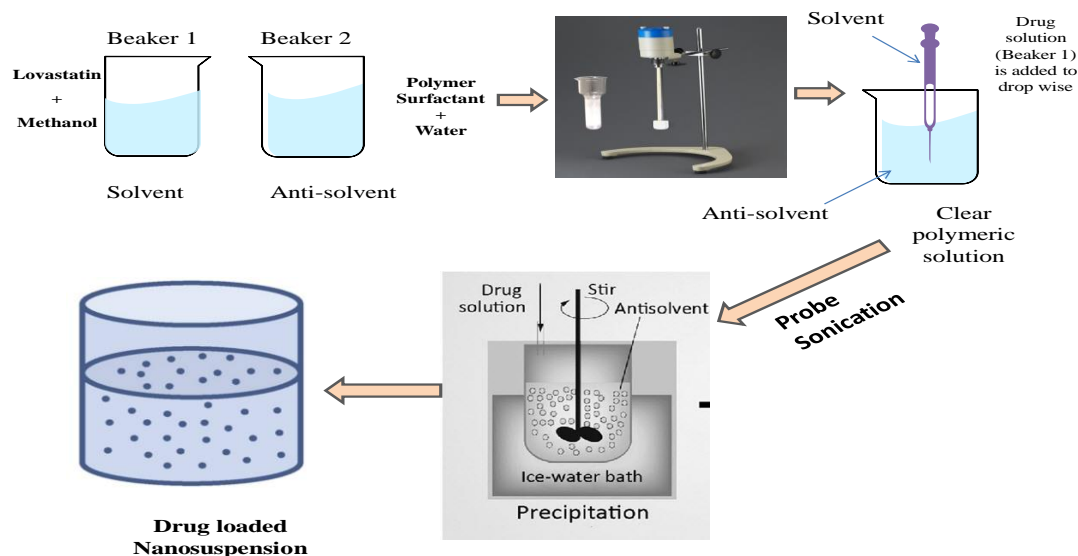 Beaker 1
Beaker 2
Lovastatin
+
Methanol
Solvent
Anti-solvent
Polymer
Surfactant
+
Water
Solvent
Drug
solution
(Beaker 1)
is added to
drop wise
Anti-solvent
Clear
polymeric
solution
Probe
Sonication
Drug
solution
Stir
Antisolvent
Ice-water bath
Precipitation
Drug loaded
Nanosuspension